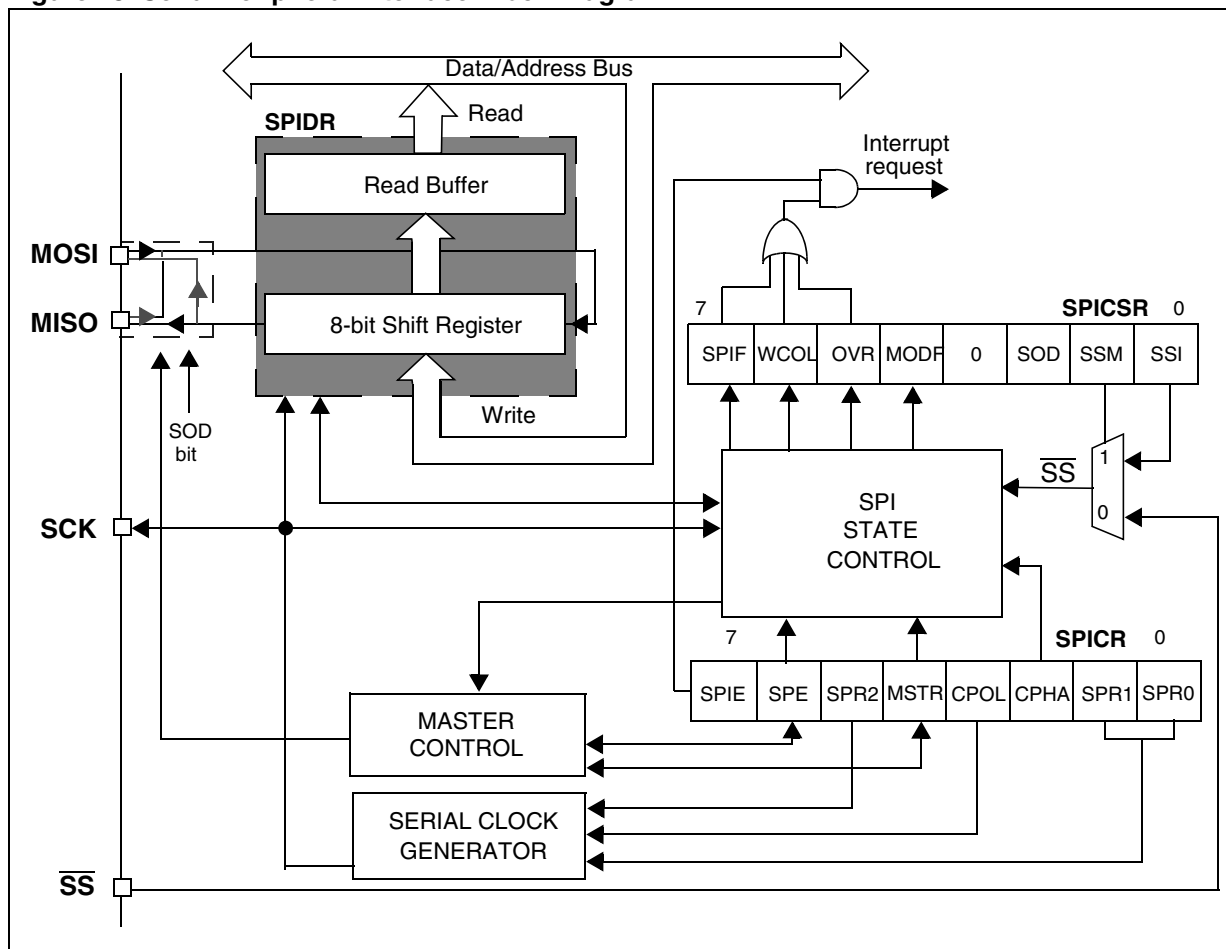 Data/Address Bus
SPIDR
Read
Read Buffer
Interrupt
request
MOSI
MISO
8-bit Shift Register
Write
SOD
bit
7
SPICSR
0
SPIF
WCOL
OVR
MODF
0
SOD
SSM
SSI
SS
1
0
SCK
SPI
STATE
CONTROL
7
SPICR
0
SPIE
SPE
SPR2
MSTR
CPOL
CPHA
SPR1
SPR0
MASTER
CONTROL
SERIAL CLOCK
GENERATOR
SS